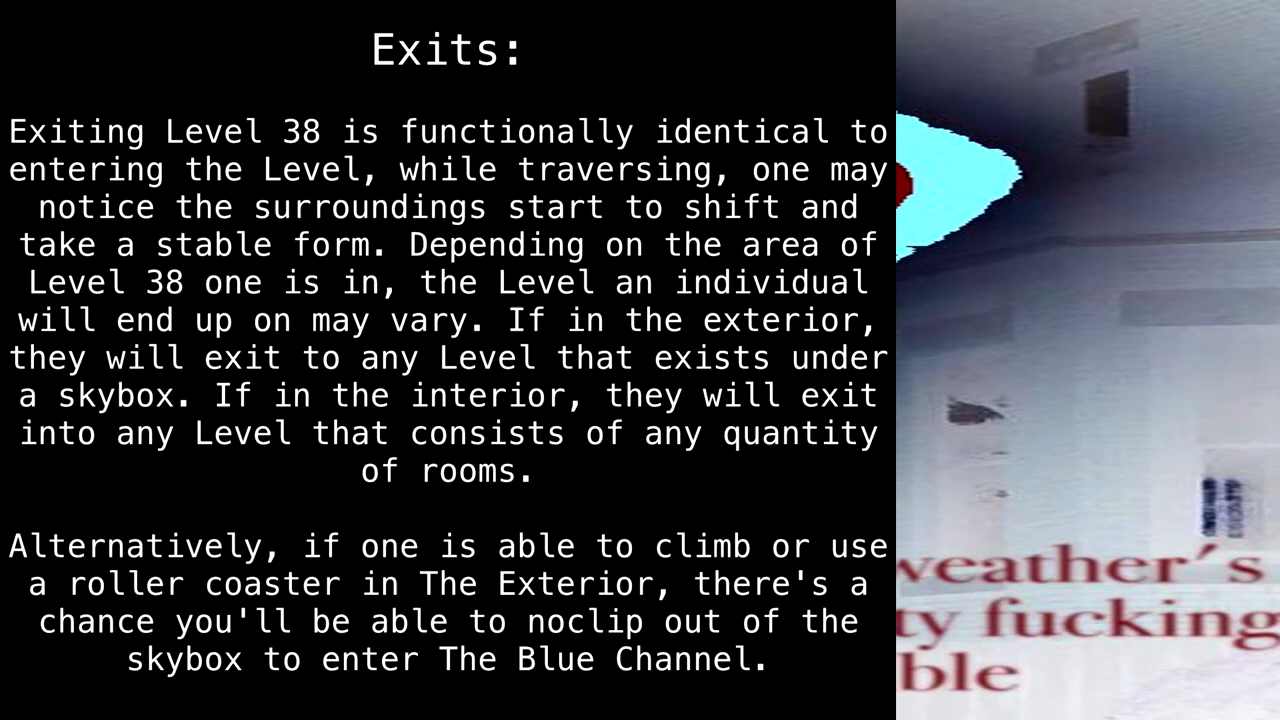 Exits:
Exiting Level 38 is functionally identical to
entering the Level, while traversing, one may
notice the surroundings start to shift and
take a stable form. Depending on the area of
Level 38 one is in, the Level an individual
will end up on may vary. If in the exterior,
they will exit to any Level that exists under
a skybox. If in the interior, they will exit
into any Level that consists of any quantity
of rooms.
Alternatively, if one is able to climb or use
a roller coaster in The Exterior, there's a
chance you'll be able to noclip out of the
skybox to enter The Blue Channel.
weather's
ty fucking
ble